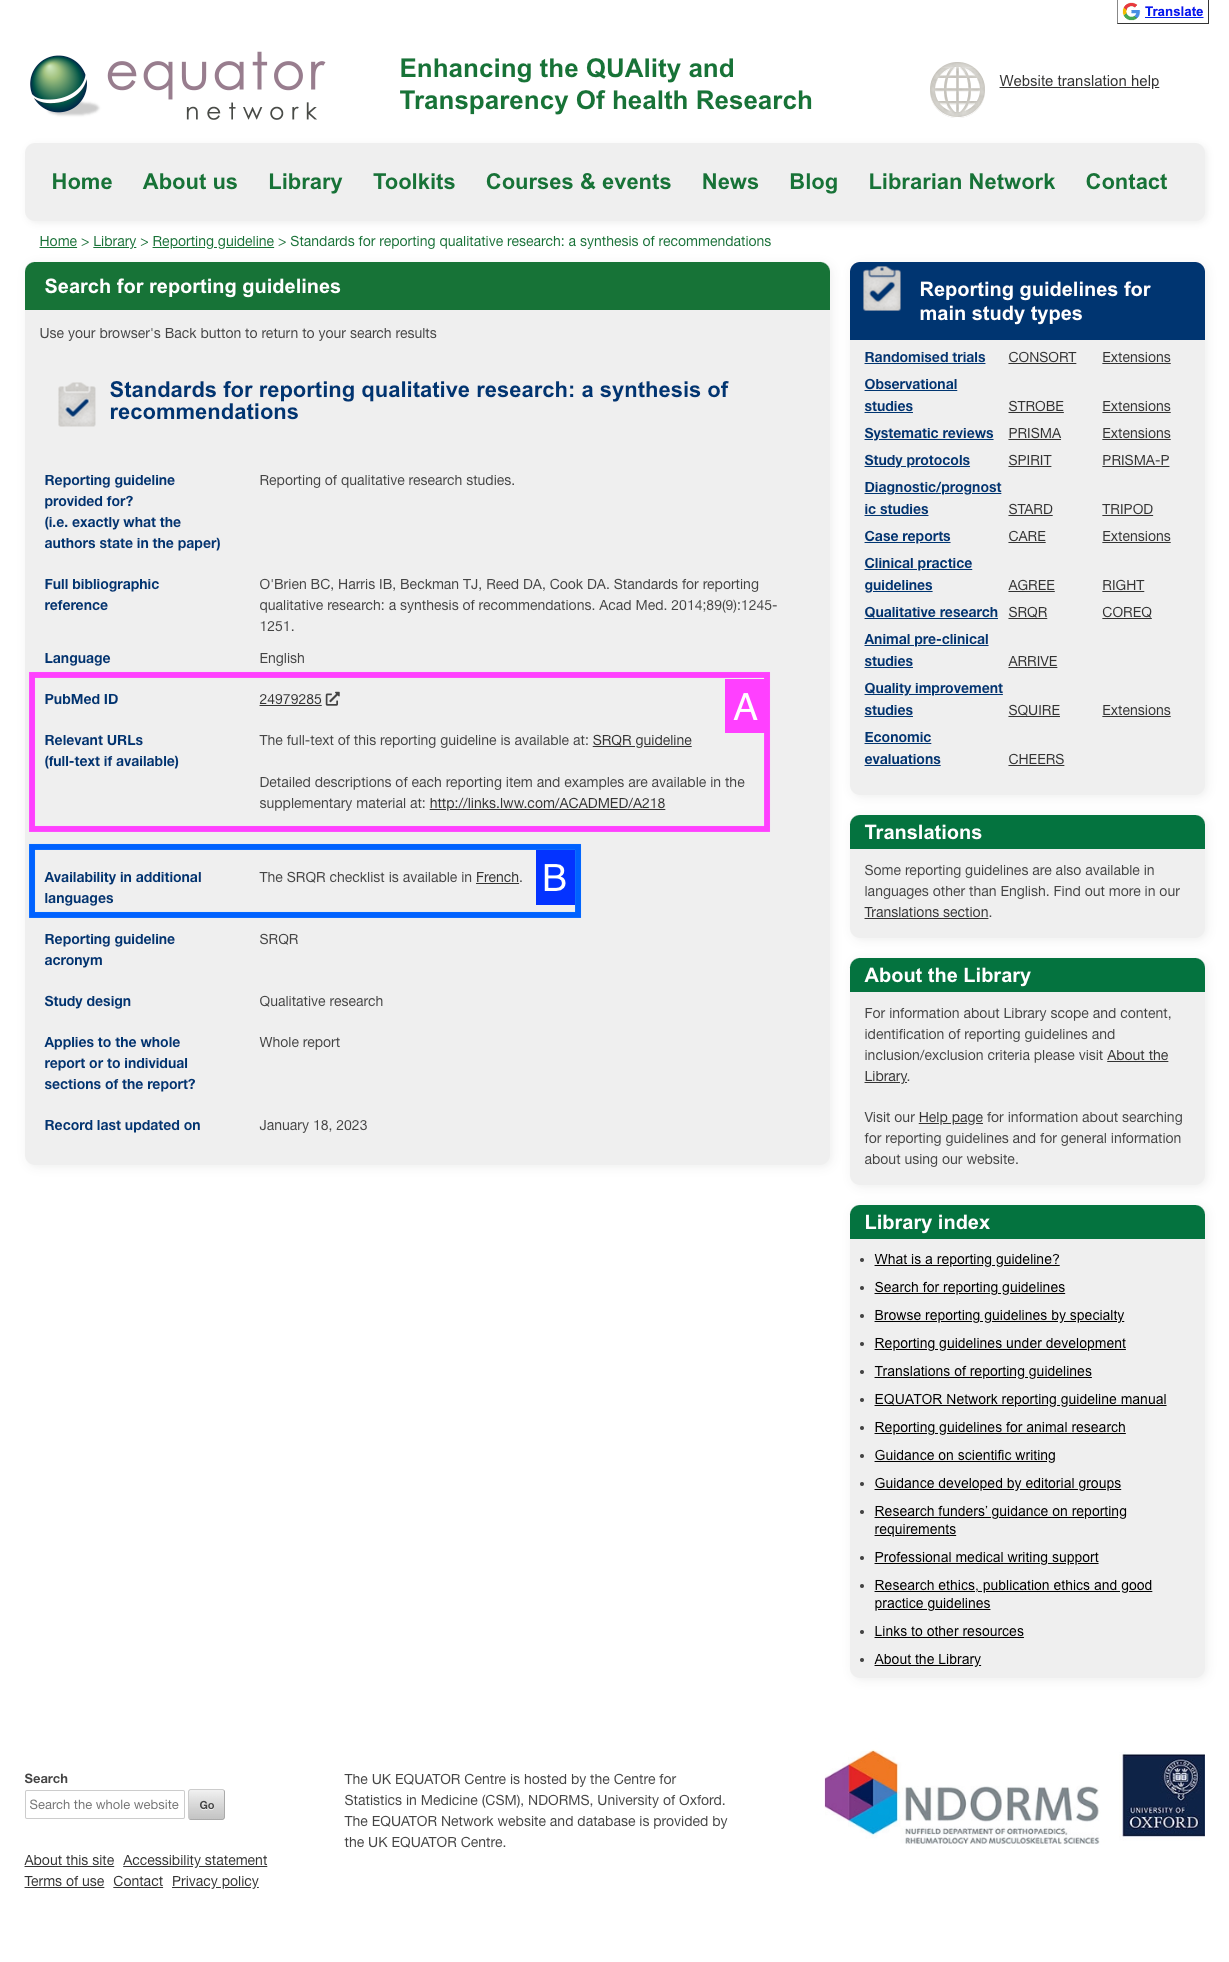 Translate
equator
network
Enhancing the QUAlity and
Transparency Of health Research
Website translation help
Home About us Library Toolkits Courses & events News Blog Librarian Network Contact
Home > Library > Reporting guideline > Standards for reporting qualitative research: a synthesis of recommendations
Search for reporting guidelines
Use your browser's Back button to return to your search results
Standards for reporting qualitative research: a synthesis of
recommendations
Reporting guideline
provided for?
(i.e. exactly what the
authors state in the paper)
Reporting of qualitative research studies.
Full bibliographic
reference
O'Brien BC, Harris IB, Beckman TJ, Reed DA, Cook DA. Standards for reporting
qualitative research: a synthesis of recommendations. Acad Med. 2014;89(9):1245-
1251.
Language
English
PubMed ID
24979285
A
Relevant URLs
(full-text if available)
The full-text of this reporting guideline is available at: SRQR guideline
Detailed descriptions of each reporting item and examples are available in the
supplementary material at: http://links.lww.com/ACADMED/A218
Availability in additional
languages
The SRQR checklist is available in French.
B
Reporting guideline
acronym
SRQR
Study design
Qualitative research
Applies to the whole
report or to individual
sections of the report?
Whole report
Record last updated on
January 18, 2023
Reporting guidelines for
main study types
Randomised trials CONSORT Extensions
Observational
studies STROBE Extensions
Systematic reviews PRISMA Extensions
Study protocols SPIRIT PRISMA-P
Diagnostic/prognost
ic studies STARD TRIPOD
Case reports CARE Extensions
Clinical practice
guidelines AGREE RIGHT
Qualitative research SRQR COREQ
Animal pre-clinical
studies ARRIVE
Quality improvement
studies SQUIRE Extensions
Economic
evaluations CHEERS
Translations
Some reporting guidelines are also available in
languages other than English. Find out more in our
Translations section.
About the Library
For information about Library scope and content,
identification of reporting guidelines and
inclusion/exclusion criteria please visit About the
Library.
Visit our Help page for information about searching
for reporting guidelines and for general information
about using our website.
Library index
What is a reporting guideline?
Search for reporting guidelines
Browse reporting guidelines by specialty
Reporting guidelines under development
Translations of reporting guidelines
EQUATOR Network reporting guideline manual
Reporting guidelines for animal research
Guidance on scientific writing
Guidance developed by editorial groups
Research funders' guidance on reporting
requirements
Professional medical writing support
Research ethics, publication ethics and good
practice guidelines
Links to other resources
About the Library
Search
Search the whole website Go
About this site Accessibility statement
Terms of use Contact Privacy policy
The UK EQUATOR Centre is hosted by the Centre for
Statistics in Medicine (CSM), NDORMS, University of Oxford.
The EQUATOR Network website and database is provided by
the UK EQUATOR Centre.
NDORMS
NUFFIELD DEPARTMENT OF ORTHOPAEDICS,
RHEUMATOLOGY AND MUSCULOSKELETAL SCIENCES
UNIVERSITY OF
OXFORD